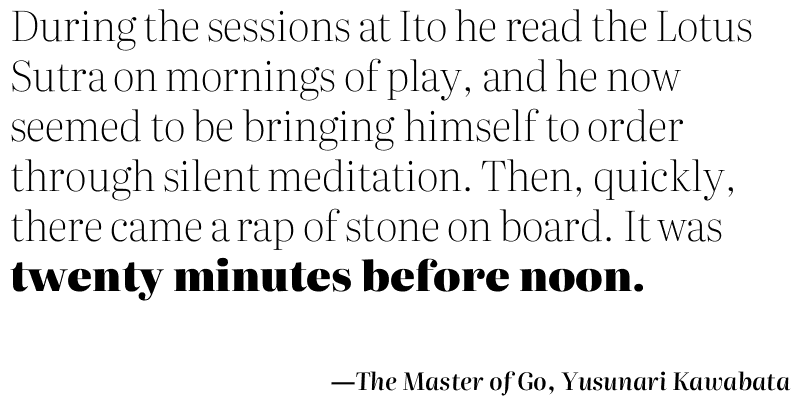 During the sessions at Ito he read the Lotus
Sutra on mornings of play, and he now
seemed to be bringing himself to order
through silent meditation. Then, quickly,
there came a rap of stone on board. It was
twenty minutes before noon.
—The Master of Go, Yusunari Kawabata